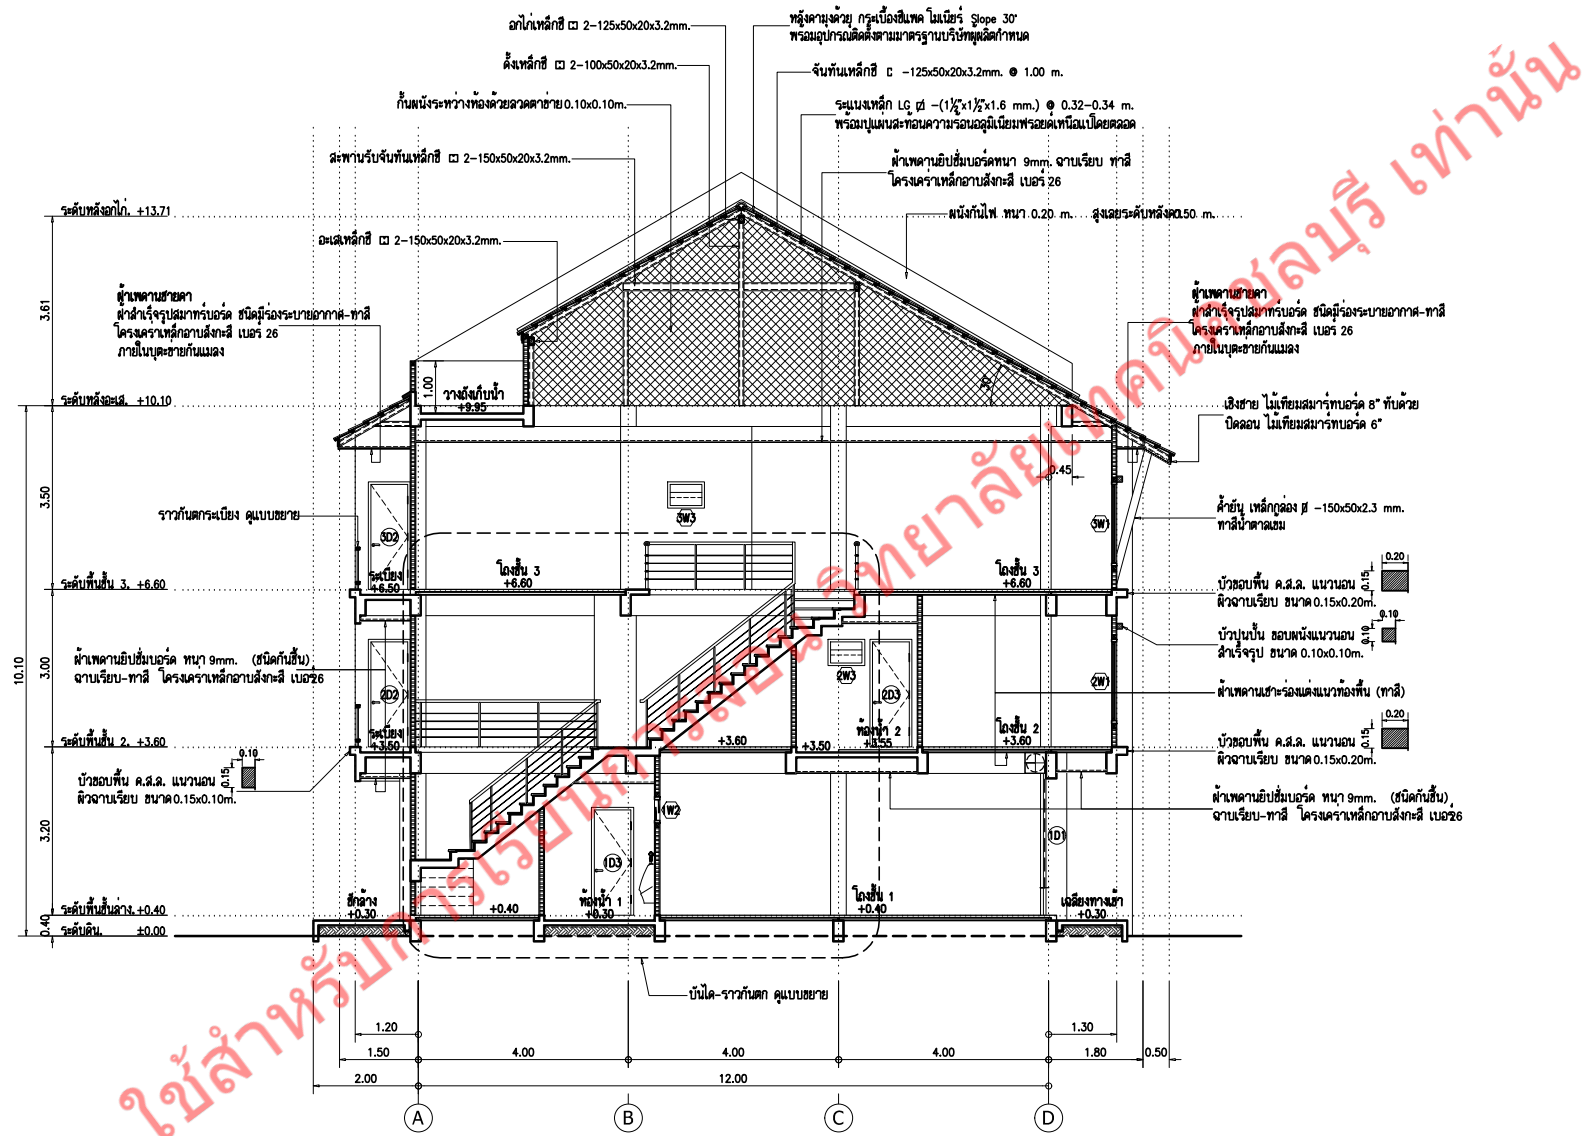 อกไก่เหล็กซี 2-125x50x20x3.2mm.
ดั้งเหล็กซี 2-100x50x20x3.2mm.
กั้นผนังระหว่างห้องด้วยลวดตาข่าย 0.10x0.10m.
สะพานรับจันทันเหล็กซี 2-150x50x20x3.2mm.
อะเสเหล็กซี 2-150x50x20x3.2mm.
หลังคามุงด้วย กระเบื้องซีแพค โมเนียร์ Slope 30°
พร้อมอุปกรณ์ติดตั้งตามมาตรฐานบริษัทผู้ผลิตกำหนด
จันทันเหล็กซี C -125x50x20x3.2mm. @ 1.00 m.
ระแนงเหล็ก LG -(1½"x1½"x1.6 mm.) @ 0.32-0.34 m.
พร้อมปูแผ่นสะท้อนความร้อนอลูมิเนียมฟรอยด์เหนือแปโดยตลอด
ฝ้าเพดานยิปซั่มบอร์ดหนา 9mm. ฉาบเรียบ ทาสี
โครงเคร่าเหล็กอาบสังกะสี เบอร์ 26
ผนังกันไฟ หนา 0.20 m. สูงเลยระดับหลังคา0.50 m.
ระดับหลังอกไก่. +13.71
ฝ้าเพดานชายคา
ฝ้าสำเร็จรูปสมาร์ทบอร์ด ชนิดมีร่องระบายอากาศ-ทาสี
โครงเคร่าเหล็กอาบสังกะสี เบอร์ 26
ภายในบุตะข่ายกันแมลง
ฝ้าเพดานชายคา
ฝ้าสำเร็จรูปสมาร์ทบอร์ด ชนิดมีร่องระบายอากาศ-ทาสี
โครงเคร่าเหล็กอาบสังกะสี เบอร์ 26
ภายในบุตะข่ายกันแมลง
3.61
1.00
วางถังเก็บน้ำ
+9.95
30°
ระดับหลังอะเส. +10.10
เชิงชาย ไม้เทียมสมาร์ทบอร์ด 8" ทับด้วย
ปิดลอน ไม้เทียมสมาร์ทบอร์ด 6"
0.45
3.50
ราวกันตกระเบียง ดูแบบขยาย
3W3
3W1
3D2
ค้ำยัน เหล็กกล่อง -150x50x2.3 mm.
ทาสีน้ำตาลเข้ม
ระดับพื้นชั้น 3. +6.60
ระเบียง
+6.50
โถงชั้น 3
+6.60
โถงชั้น 3
+6.60
0.20
0.15
บัวขอบพื้น ค.ส.ล. แนวนอน
ผิวฉาบเรียบ ขนาด 0.15x0.20m.
0.10
0.10
บัวปูนปั้น ขอบผนังแนวนอน
สำเร็จรูป ขนาด 0.10x0.10m.
10.10
3.00
ฝ้าเพดานยิปซั่มบอร์ด หนา 9mm. (ชนิดกันชื้น)
ฉาบเรียบ-ทาสี โครงเคร่าเหล็กอาบสังกะสี เบอร์26
2D2
2W3
2D3
2W1
ฝ้าเพดานเซาะร่องแต่งแนวท้องพื้น (ทาสี)
ระดับพื้นชั้น 2. +3.60
ระเบียง
+3.50
+3.60
+3.50
ห้องน้ำ 2
+3.55
โถงชั้น 2
+3.60
0.20
0.15
บัวขอบพื้น ค.ส.ล. แนวนอน
ผิวฉาบเรียบ ขนาด 0.15x0.20m.
0.10
0.15
บัวขอบพื้น ค.ส.ล. แนวนอน
ผิวฉาบเรียบ ขนาด 0.15x0.10m.
ฝ้าเพดานยิปซั่มบอร์ด หนา 9mm. (ชนิดกันชื้น)
ฉาบเรียบ-ทาสี โครงเคร่าเหล็กอาบสังกะสี เบอร์26
3.20
1W2
1D3
1D1
ระดับพื้นชั้นล่าง. +0.40
ซักล้าง
+0.30
+0.40
ห้องน้ำ 1
+0.30
โถงชั้น 1
+0.40
เฉลียงทางเข้า
+0.30
0.40
ระดับดิน. ±0.00
บันได-ราวกันตก ดูแบบขยาย
1.20
1.30
1.50
4.00
4.00
4.00
1.80
0.50
2.00
12.00
A
B
C
D
ใช้สำหรับการเรียนการสอน วิทยาลัยเทคนิคชลบุรี เท่านั้น